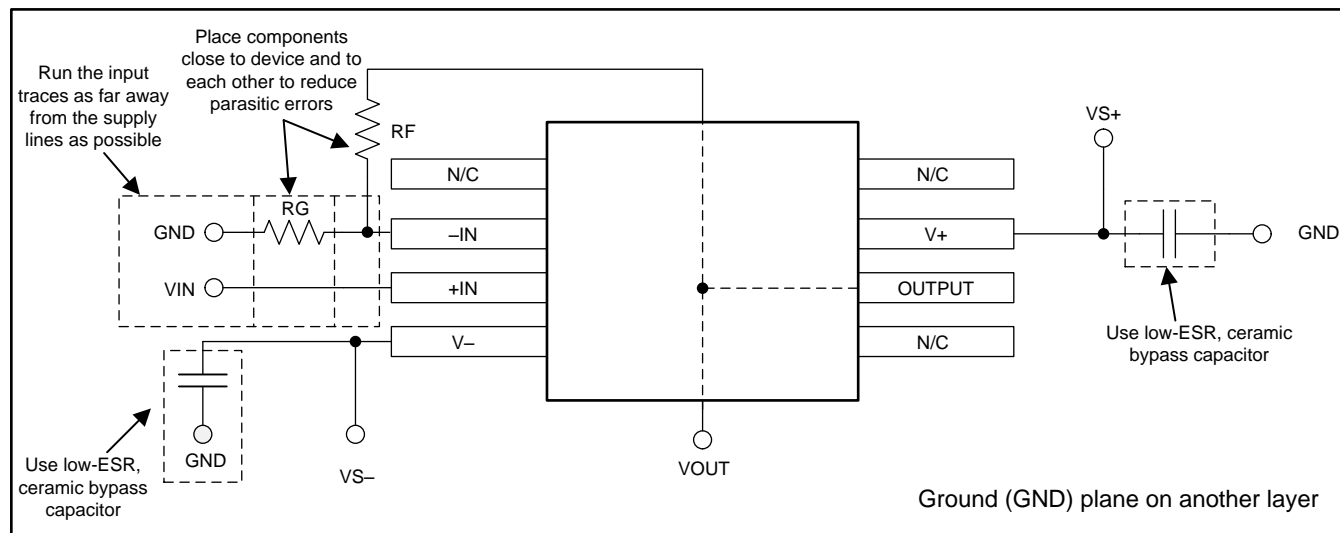 Place components
close to device and to
each other to reduce
parasitic errors
Run the input
traces as far away
from the supply
lines as possible
RF
VS+
N/C
N/C
RG
GND
–IN
V+
GND
VIN
+IN
OUTPUT
V–
N/C
Use low-ESR, ceramic
bypass capacitor
GND
Use low-ESR,
ceramic bypass
capacitor
VS–
VOUT
Ground (GND) plane on another layer